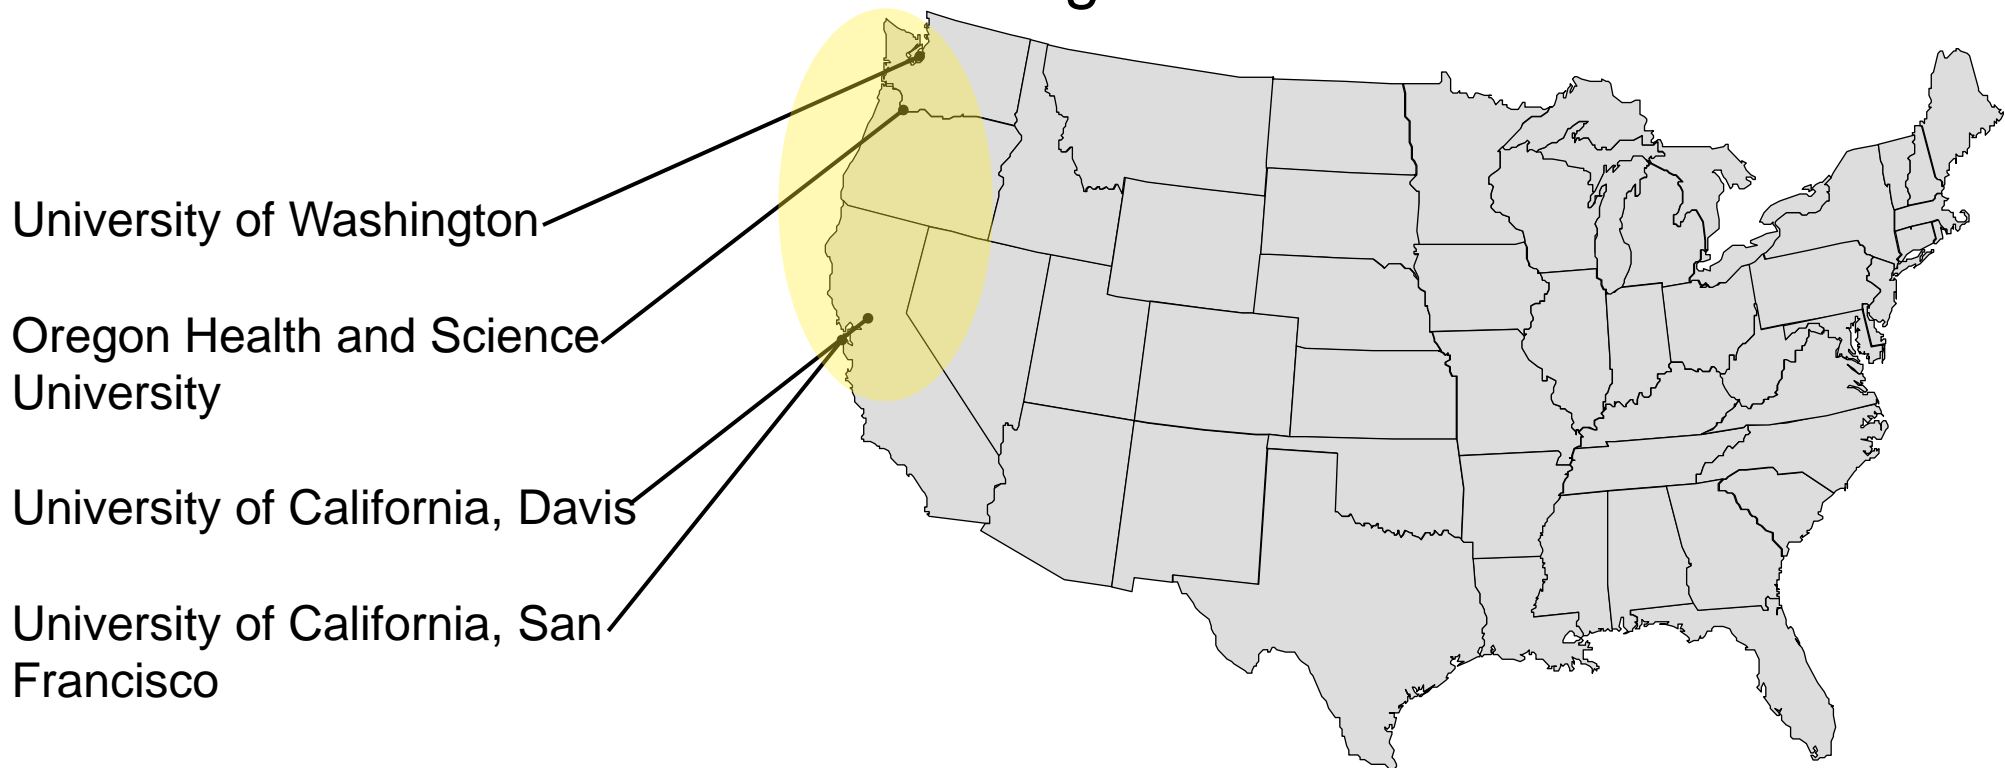 University of Washington
Oregon Health and Science
University
University of California, Davis
University of California, San
Francisco